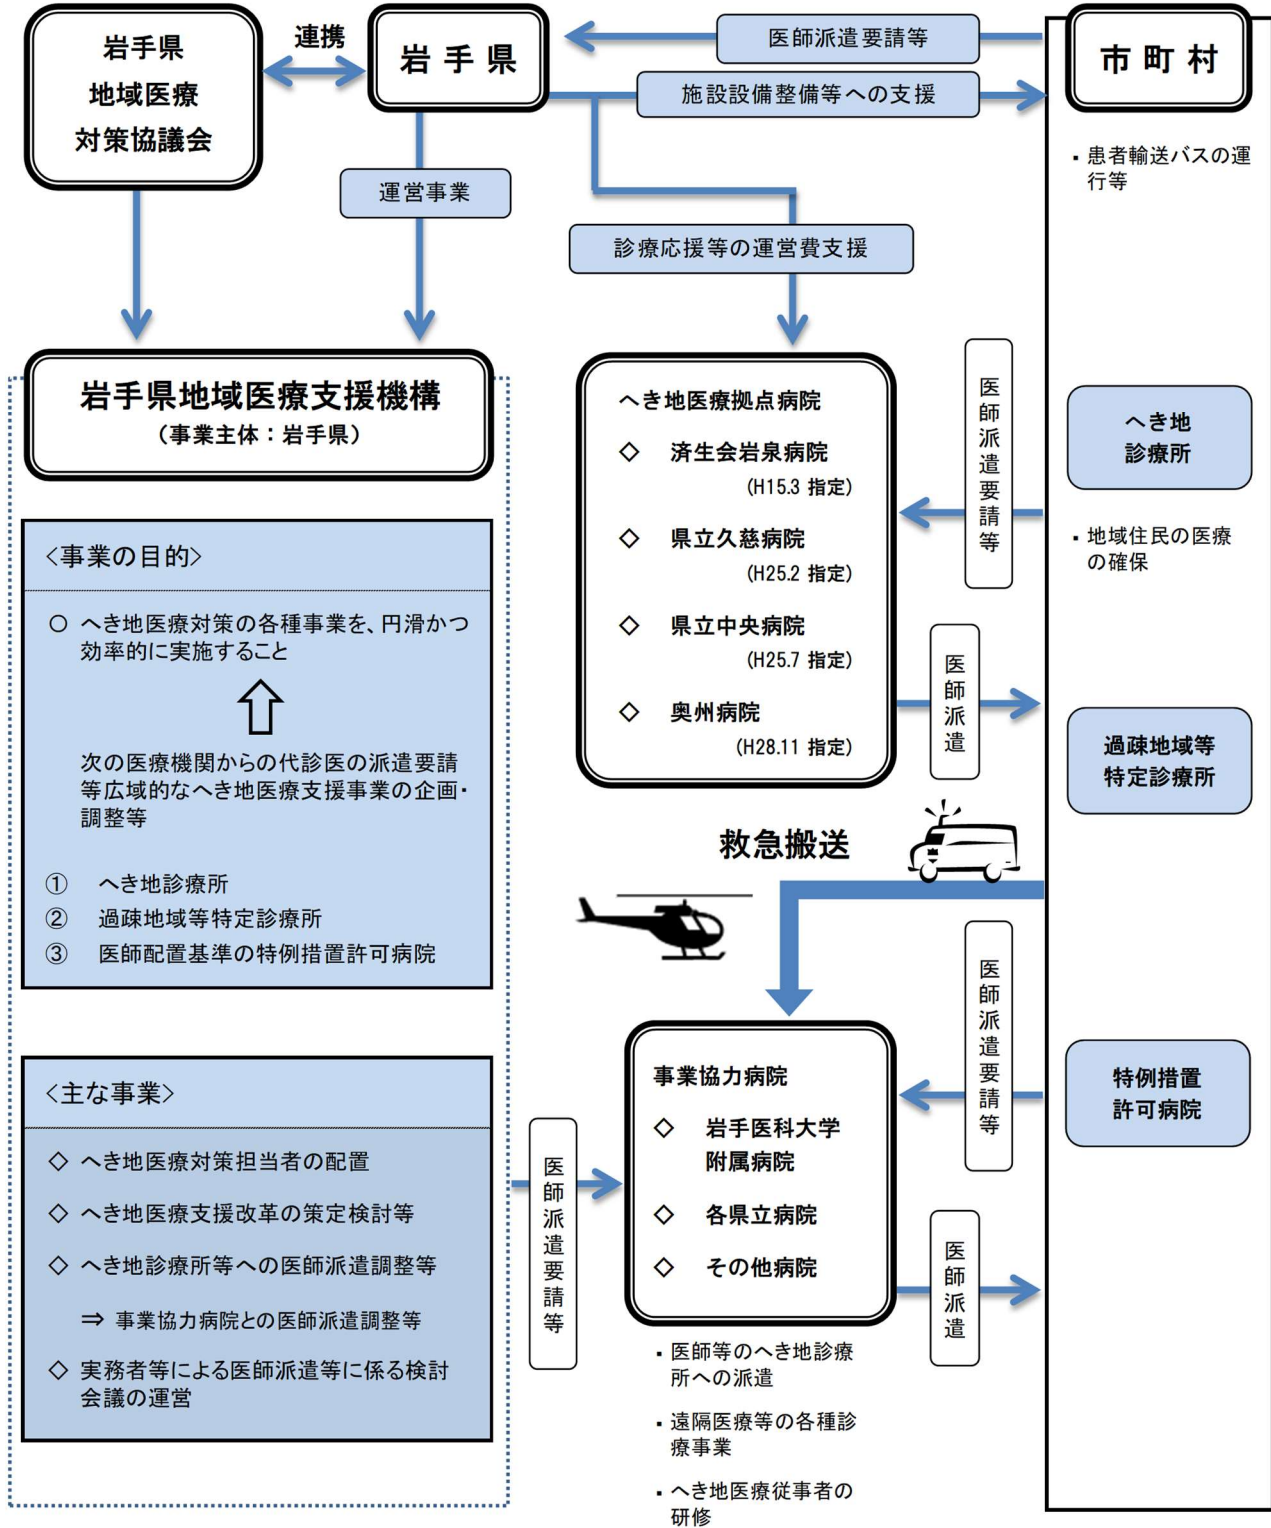 岩手県
地域医療
対策協議会
連携
岩手県
医師派遣要請等
施設設備整備等への支援
市町村
▪ 患者輸送バスの運
行等
運営事業
診療応援等の運営費支援
岩手県地域医療支援機構
（事業主体：岩手県）
<事業の目的>
○ へき地医療対策の各種事業を、円滑かつ
効率的に実施すること
次の医療機関からの代診医の派遣要請
等広域的なへき地医療支援事業の企画・
調整等
① へき地診療所
② 過疎地域等特定診療所
③ 医師配置基準の特例措置許可病院
<主な事業>
◇ へき地医療対策担当者の配置
◇ へき地医療支援改革の策定検討等
◇ へき地診療所等への医師派遣調整等
⇒ 事業協力病院との医師派遣調整等
◇ 実務者等による医師派遣等に係る検討
会議の運営
医師派遣要請等
へき地医療拠点病院
◇ 済生会岩泉病院
(H15.3 指定)
◇ 県立久慈病院
(H25.2 指定)
◇ 県立中央病院
(H25.7 指定)
◇ 奥州病院
(H28.11 指定)
医師派遣要請等
医師派遣
へき地
診療所
▪ 地域住民の医療
の確保
過疎地域等
特定診療所
救急搬送
事業協力病院
◇ 岩手医科大学
附属病院
◇ 各県立病院
◇ その他病院
医師派遣要請等
医師派遣
特例措置
許可病院
▪ 医師等のへき地診療
所への派遣
▪ 遠隔医療等の各種診
療事業
▪ へき地医療従事者の
研修